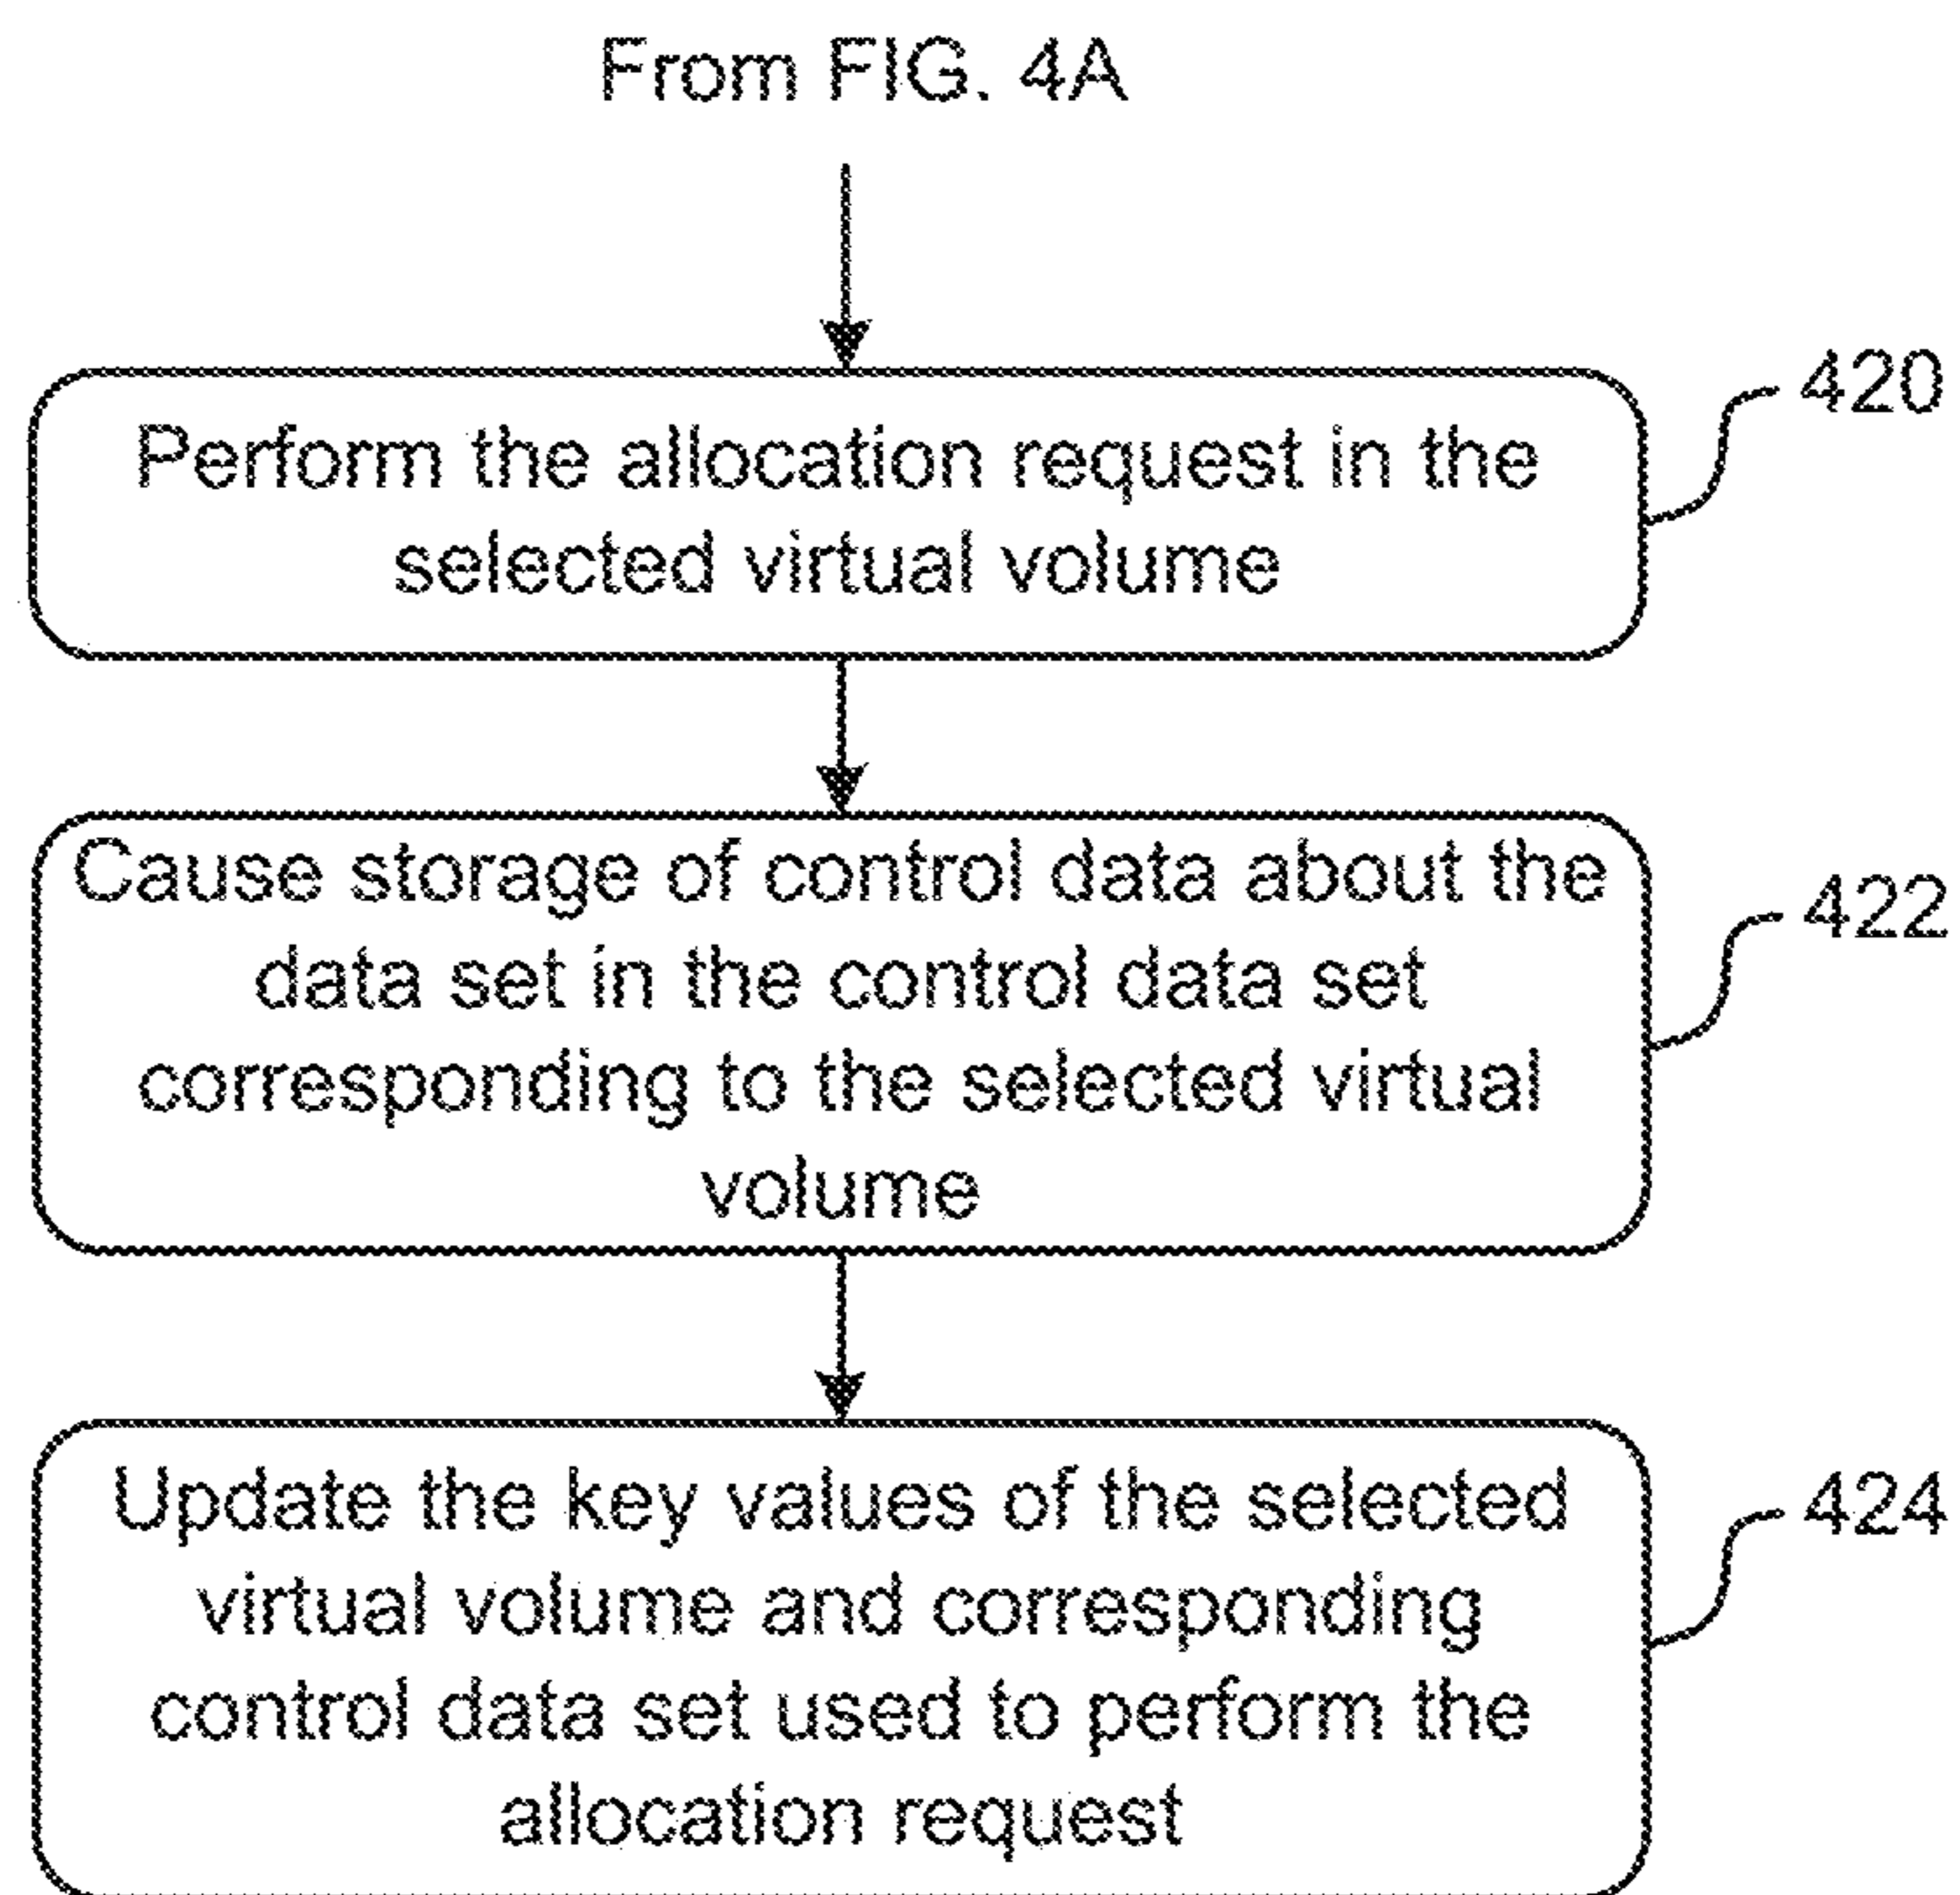 From FIG. 4A
420
Perform the allocation request in the
selected virtual volume
422
Cause storage of control data about the
data set in the control data set
corresponding to the selected virtual
volume
424
Update the key values of the selected
virtual volume and corresponding
control data set used to perform the
allocation request